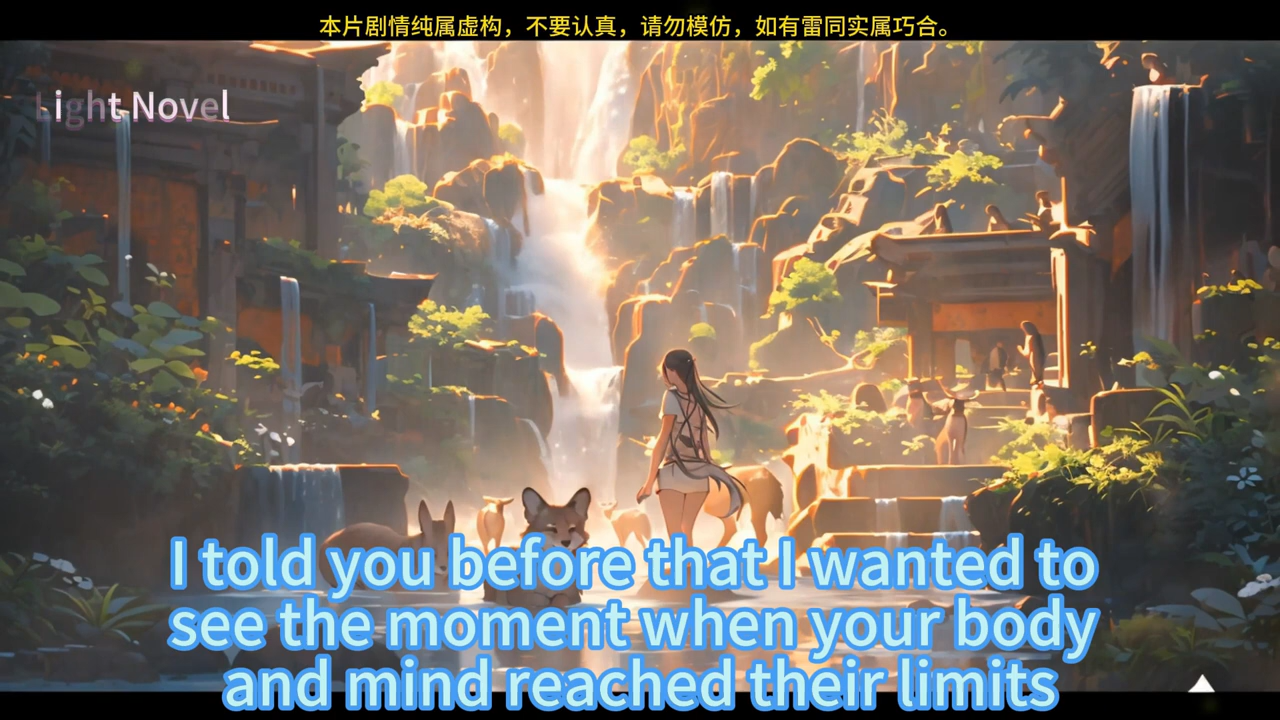 本片剧情纯属虚构，不要认真，请勿模仿，如有雷同实属巧合。
Light Novel
I told you before that I wanted to
see the moment when your body
and mind reached their limits